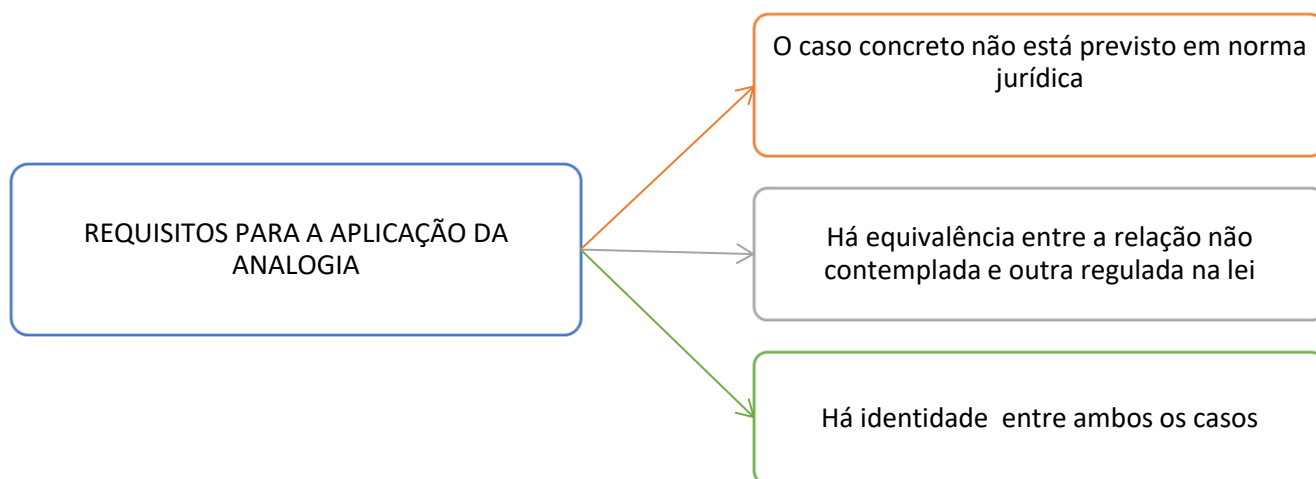 REQUISITOS PARA A APLICAÇÃO DA
ANALOGIA
O caso concreto não está previsto em norma
jurídica
Há equivalência entre a relação não
contemplada e outra regulada na lei
Há identidade entre ambos os casos